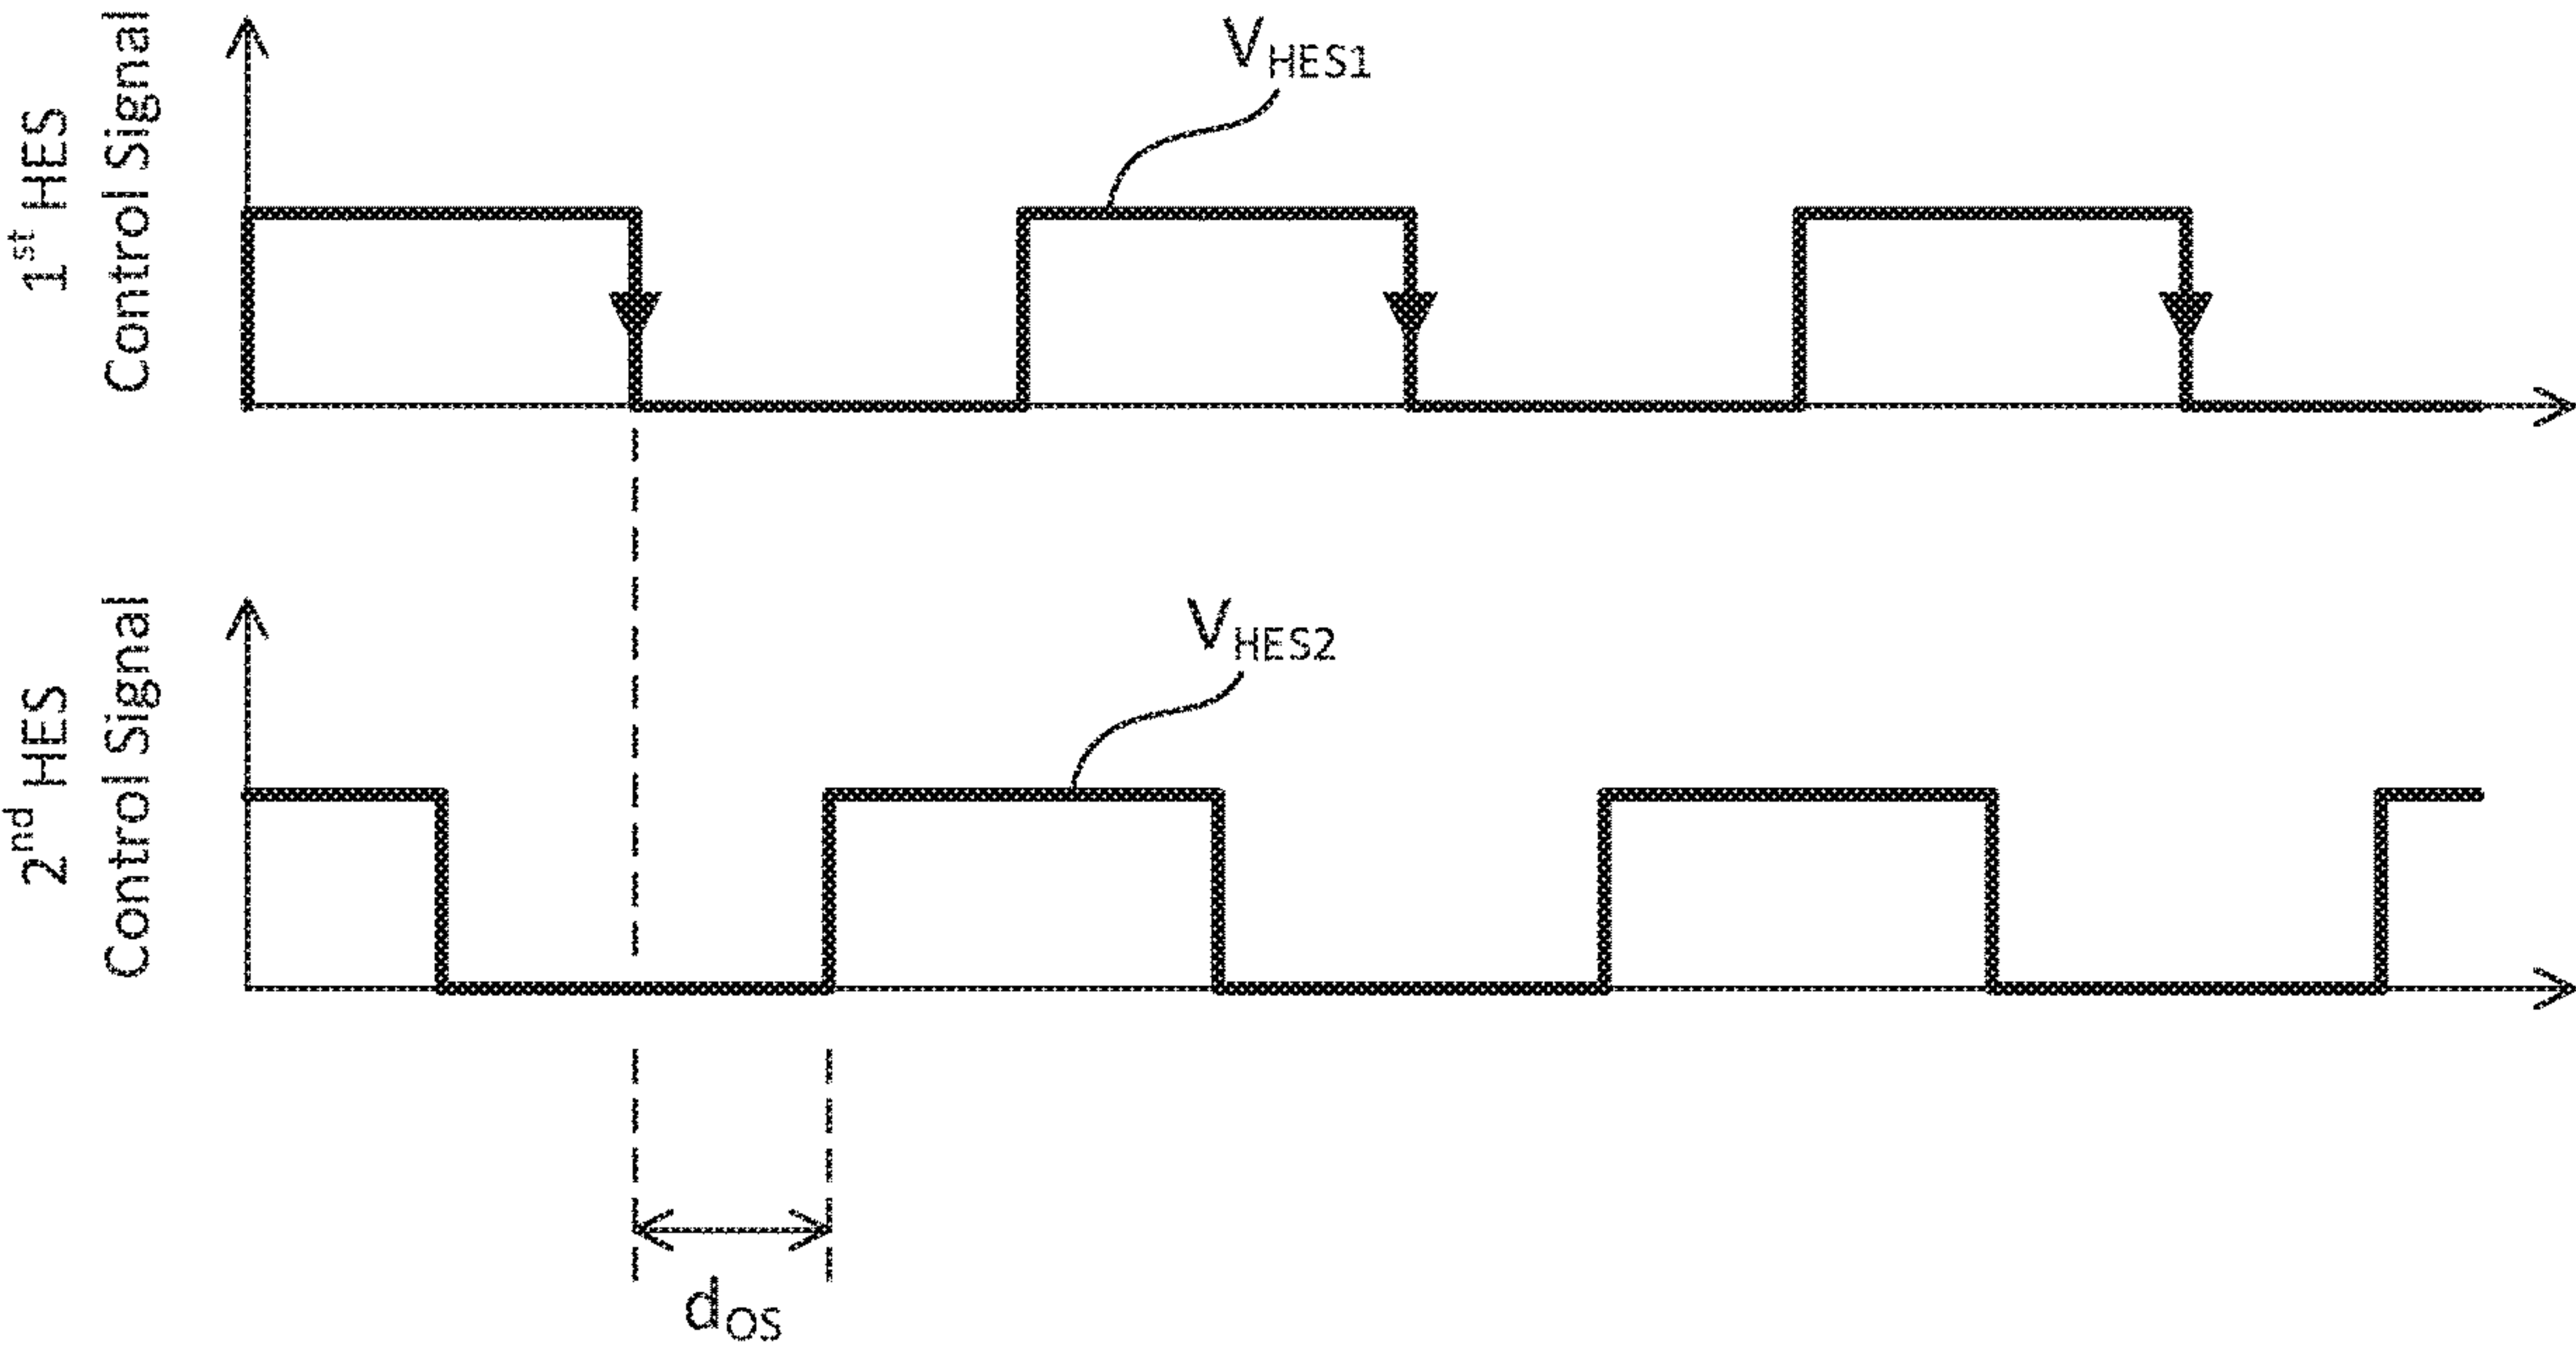 1st HES
Control Signal
VHES1
2nd HES
Control Signal
VHES2
dOS